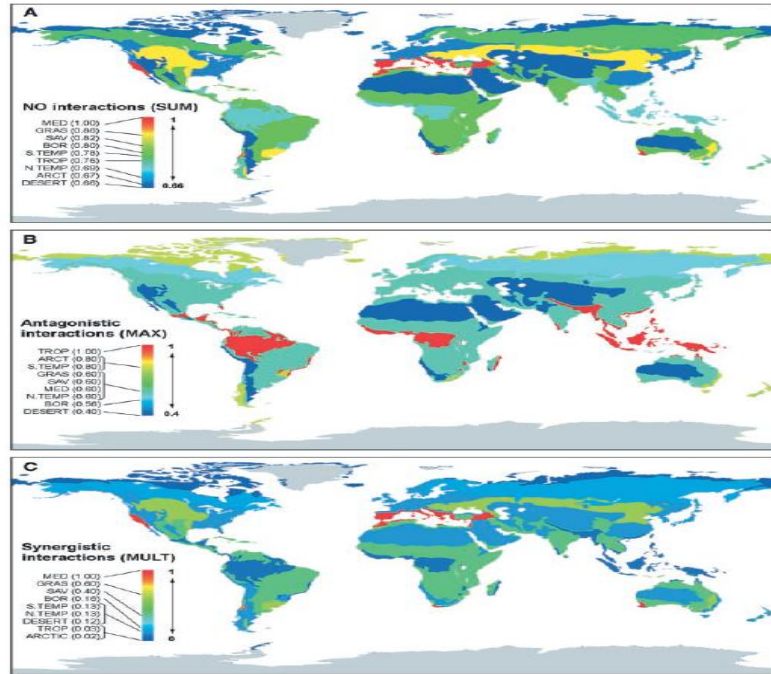 A
NO interactions (SUM)
MED (1.00)
GRAS (0.86)
SAV (0.82)
BOR (0.80)
S.TEMP (0.78)
TROP (0.76)
N.TEMP (0.69)
ARCT (0.67)
DESERT (0.66)
1
0.66
B
Antagonistic
interactions (MAX)
TROP (1.00)
ARCT (0.80)
S.TEMP (0.80)
GRAS (0.60)
SAV (0.60)
MED (0.60)
N.TEMP (0.60)
BOR (0.56)
DESERT (0.40)
1
0.4
C
Synergistic
interactions (MULT)
MED (1.00)
GRAS (0.60)
SAV (0.40)
BOR (0.16)
S.TEMP (0.13)
N.TEMP (0.13)
DESERT (0.12)
TROP (0.03)
ARCTIC (0.02)
1
0